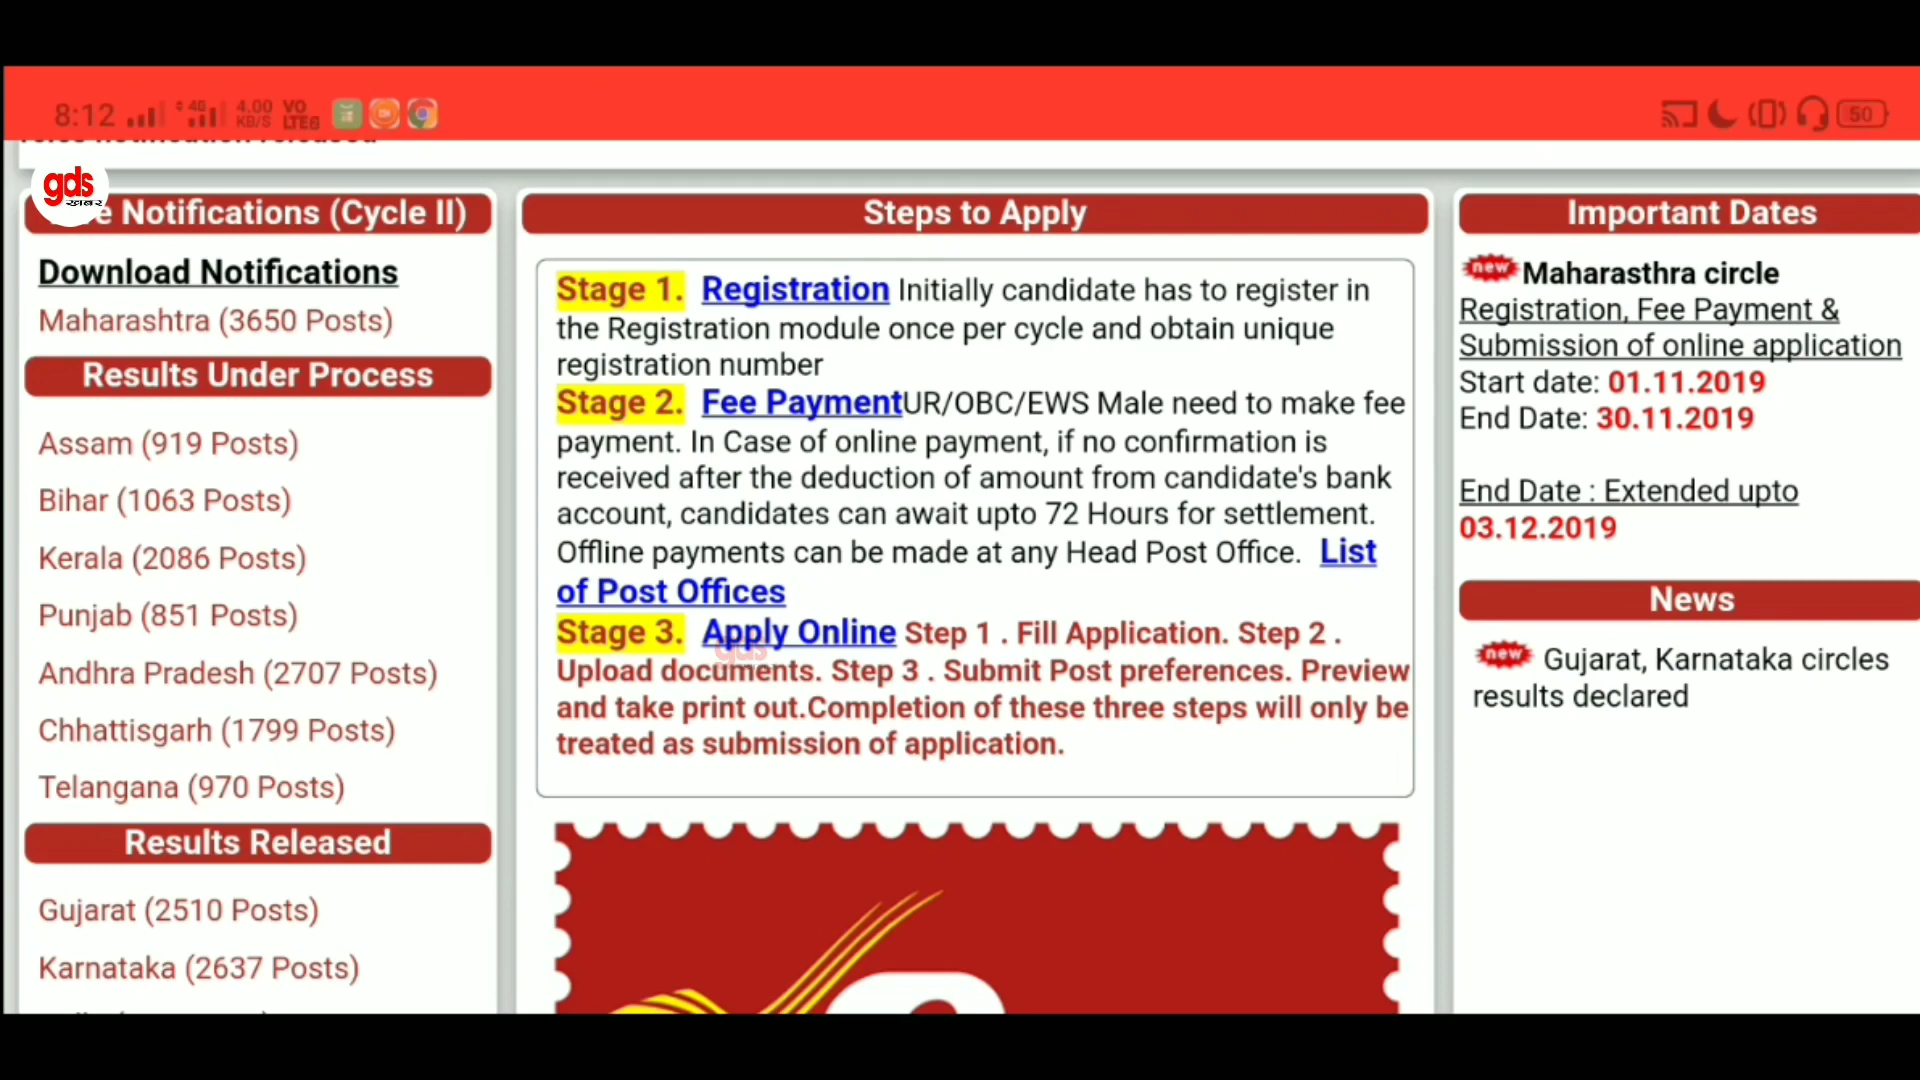 8:12
4G
4.00
KB/S
VO
LTE
50
gds
खबर
Notifications (Cycle II)
Download Notifications
Maharashtra (3650 Posts)
Results Under Process
Assam (919 Posts)
Bihar (1063 Posts)
Kerala (2086 Posts)
Punjab (851 Posts)
Andhra Pradesh (2707 Posts)
Chhattisgarh (1799 Posts)
Telangana (970 Posts)
Results Released
Gujarat (2510 Posts)
Karnataka (2637 Posts)
Steps to Apply
Stage 1. Registration Initially candidate has to register in
the Registration module once per cycle and obtain unique
registration number
Stage 2. Fee PaymentUR/OBC/EWS Male need to make fee
payment. In Case of online payment, if no confirmation is
received after the deduction of amount from candidate's bank
account, candidates can await upto 72 Hours for settlement.
Offline payments can be made at any Head Post Office. List
of Post Offices
Stage 3. Apply Online Step 1 . Fill Application. Step 2 .
Upload documents. Step 3 . Submit Post preferences. Preview
and take print out.Completion of these three steps will only be
treated as submission of application.
gds
Important Dates
new Maharasthra circle
Registration, Fee Payment &
Submission of online application
Start date: 01.11.2019
End Date: 30.11.2019
End Date : Extended upto
03.12.2019
News
new Gujarat, Karnataka circles
results declared